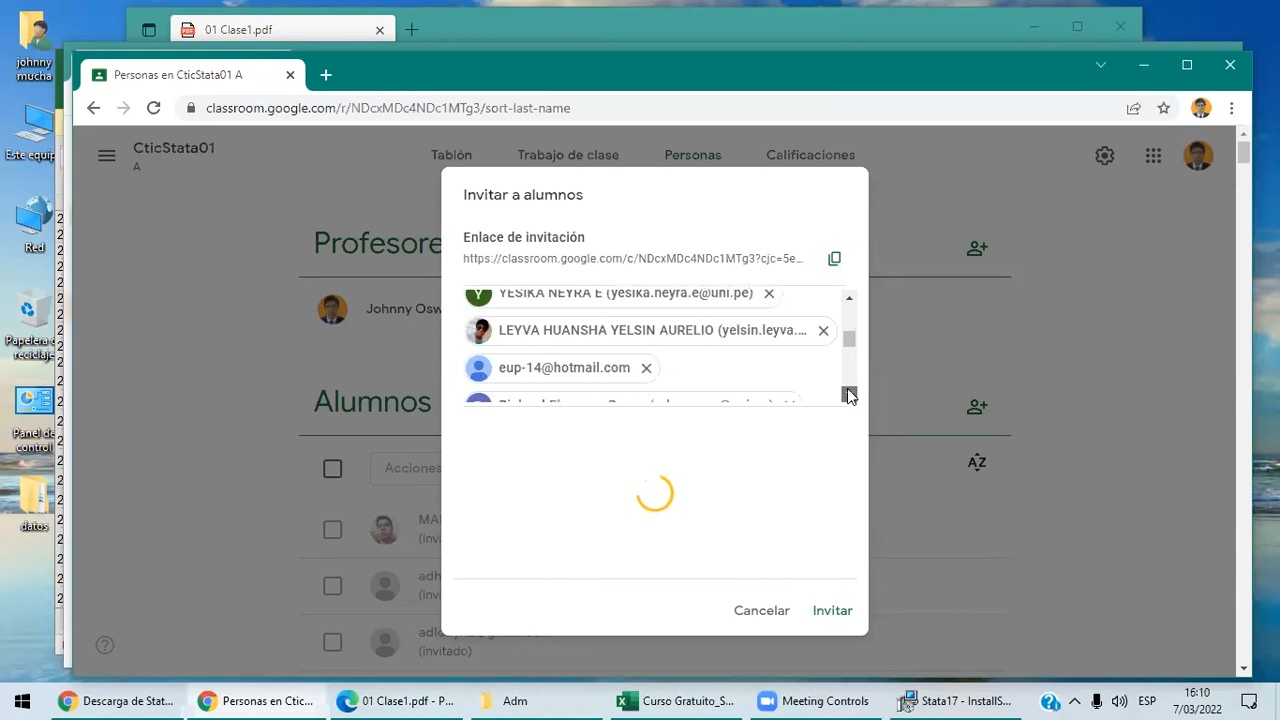 johnny
mucha
01 Clase1.pdf
Personas en CticStata01 A
classroom.google.com/r/NDcxMDc4NDc1MTg3/sort-last-name
CticStata01
A
Tablón
Trabajo de clase
Personas
Calificaciones
Este equip
Red
Papelera d
reciclaje
Panel de
control
datos
Profesore
Johnny Osw
Alumnos
Acciones
MA
(invi
adh
(invi
(invitado)
Invitar a alumnos
Enlace de invitación
https://classroom.google.com/c/NDcxMDc4NDc1MTg3?cjc=5e...
YESIKA NEYRA E (yesika.neyra.e@uni.pe)
LEYVA HUANSHA YELSIN AURELIO (yelsin.leyva....
eup-14@hotmail.com
Cancelar
Invitar
Descarga de Stat...
Personas en Ctic...
01 Clase1.pdf - P...
Adm
Curso Gratuito_S...
Meeting Controls
Stata17 - InstallS...
ESP
16:10
7/03/2022